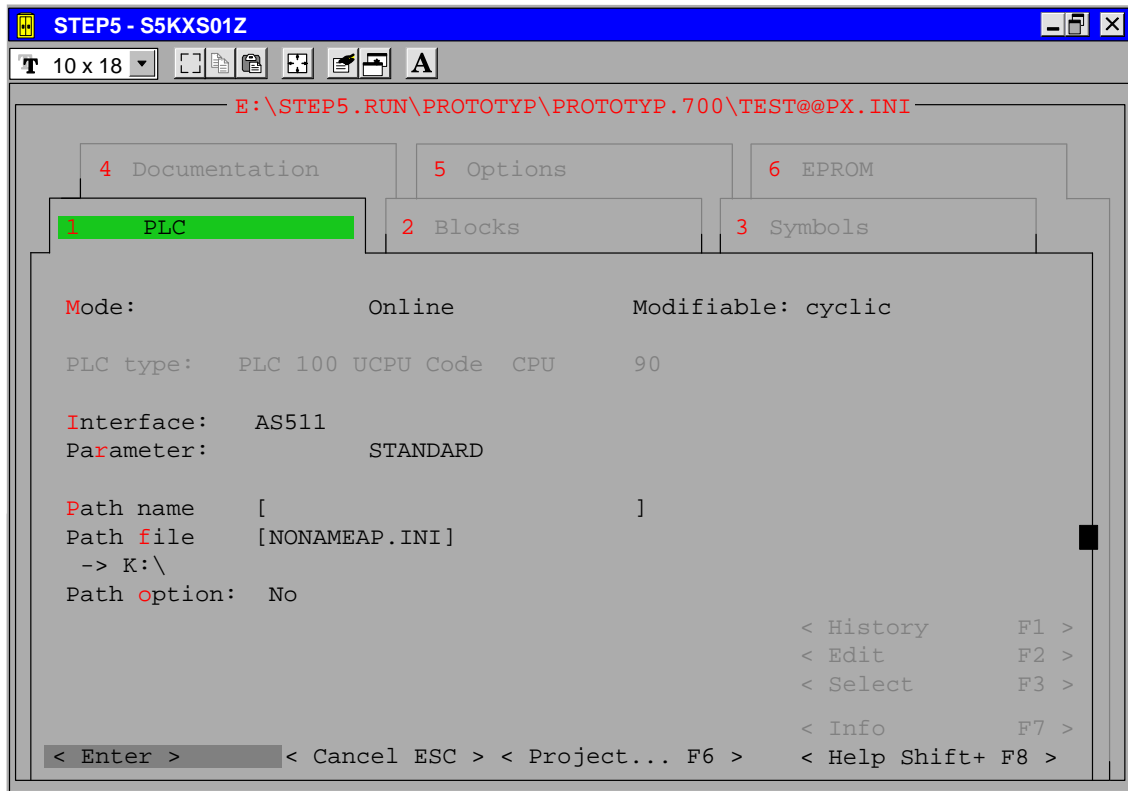 STEP5 - S5KXS01Z
T 10 x 18 A
E:\STEP5.RUN\PROTOTYP\PROTOTYP.700\TEST@@PX.INI
4 Documentation 5 Options 6 EPROM
1 PLC 2 Blocks 3 Symbols
Mode: Online Modifiable: cyclic
PLC type: PLC 100 UCPU Code CPU 90
Interface: AS511
Parameter: STANDARD
Path name [ ]
Path file [NONAMEAP.INI]
-> K:\
Path option: No
< History F1 >
< Edit F2 >
< Select F3 >
< Info F7 >
< Enter > < Cancel ESC > < Project... F6 > < Help Shift+ F8 >